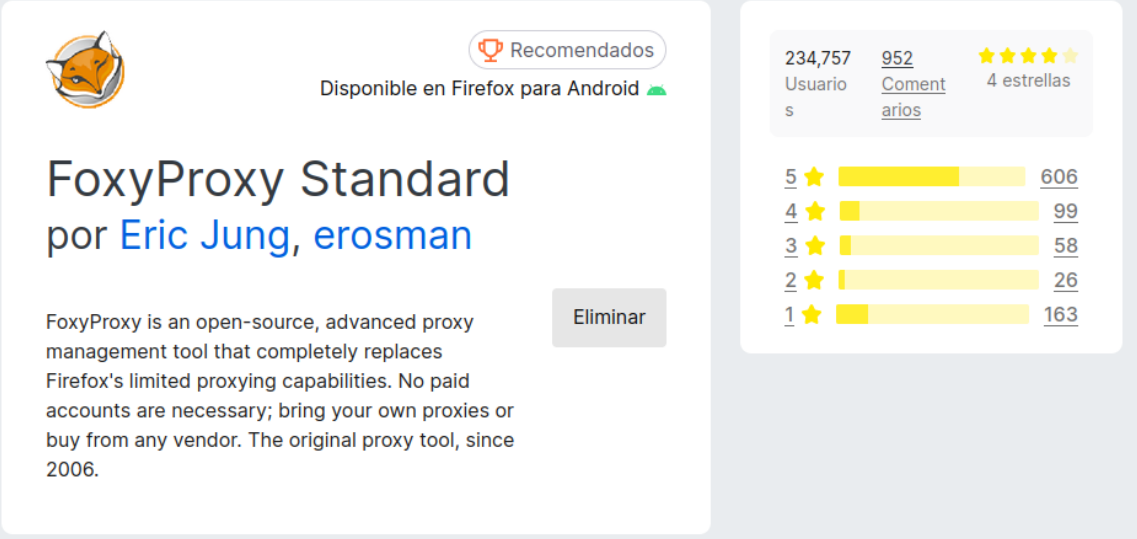 Recomendados
Disponible en Firefox para Android
FoxyProxy Standard
por Eric Jung, erosman
FoxyProxy is an open-source, advanced proxy
management tool that completely replaces
Firefox's limited proxying capabilities. No paid
accounts are necessary; bring your own proxies or
buy from any vendor. The original proxy tool, since
2006.
Eliminar
234,757
Usuario
s
952
Coment
arios
4 estrellas
5 606
4 99
3 58
2 26
1 163